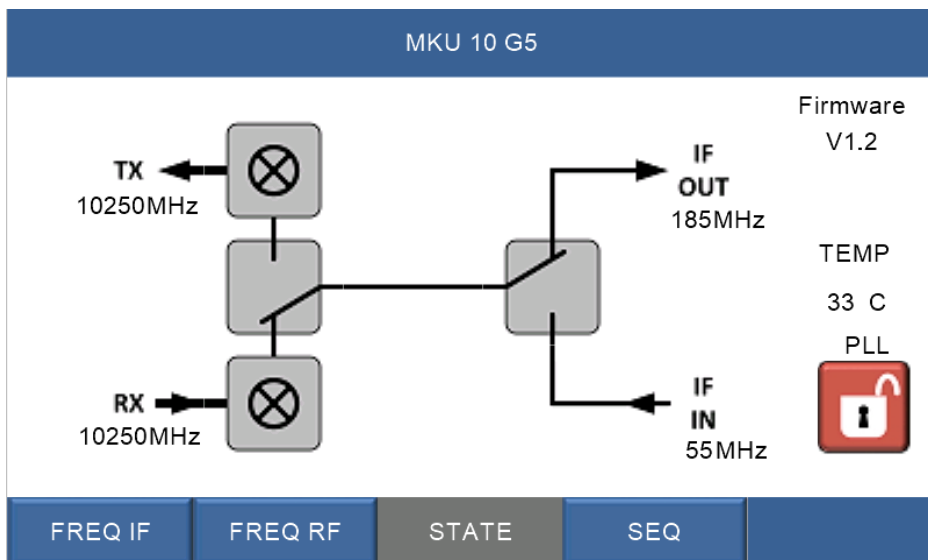 MKU 10 G5
Firmware
V1.2
TX
10250MHz
IF
OUT
185MHz
TEMP
33 C
PLL
RX
10250MHz
IF
IN
55MHz
FREQ IF
FREQ RF
STATE
SEQ